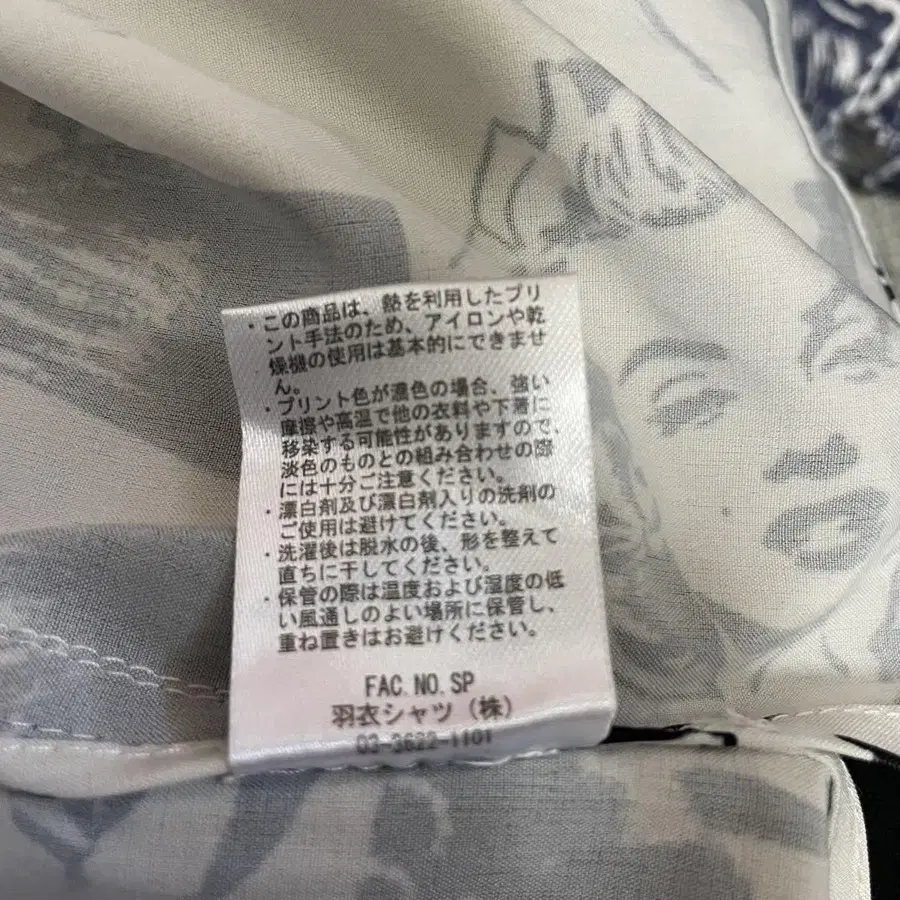 ・この商品は、熱を利用したプリ
ント手法のため、アイロンや乾
燥機の使用は基本的にできませ
ん。
・プリント色が濃色の場合、強い
摩擦や高温で他の衣料や下着に
移染する可能性がありますので、
淡色のものとの組み合わせの際
には十分ご注意ください。
・漂白剤及び漂白剤入りの洗剤の
ご使用は避けてください。
・洗濯後は脱水の後、形を整えて
直ちに干してください。
・保管の際は温度および湿度の低
い風通しのよい場所に保管し、
重ね置きはお避けください。
FAC.NO.SP
羽衣シャツ(株)
03-3622-1101